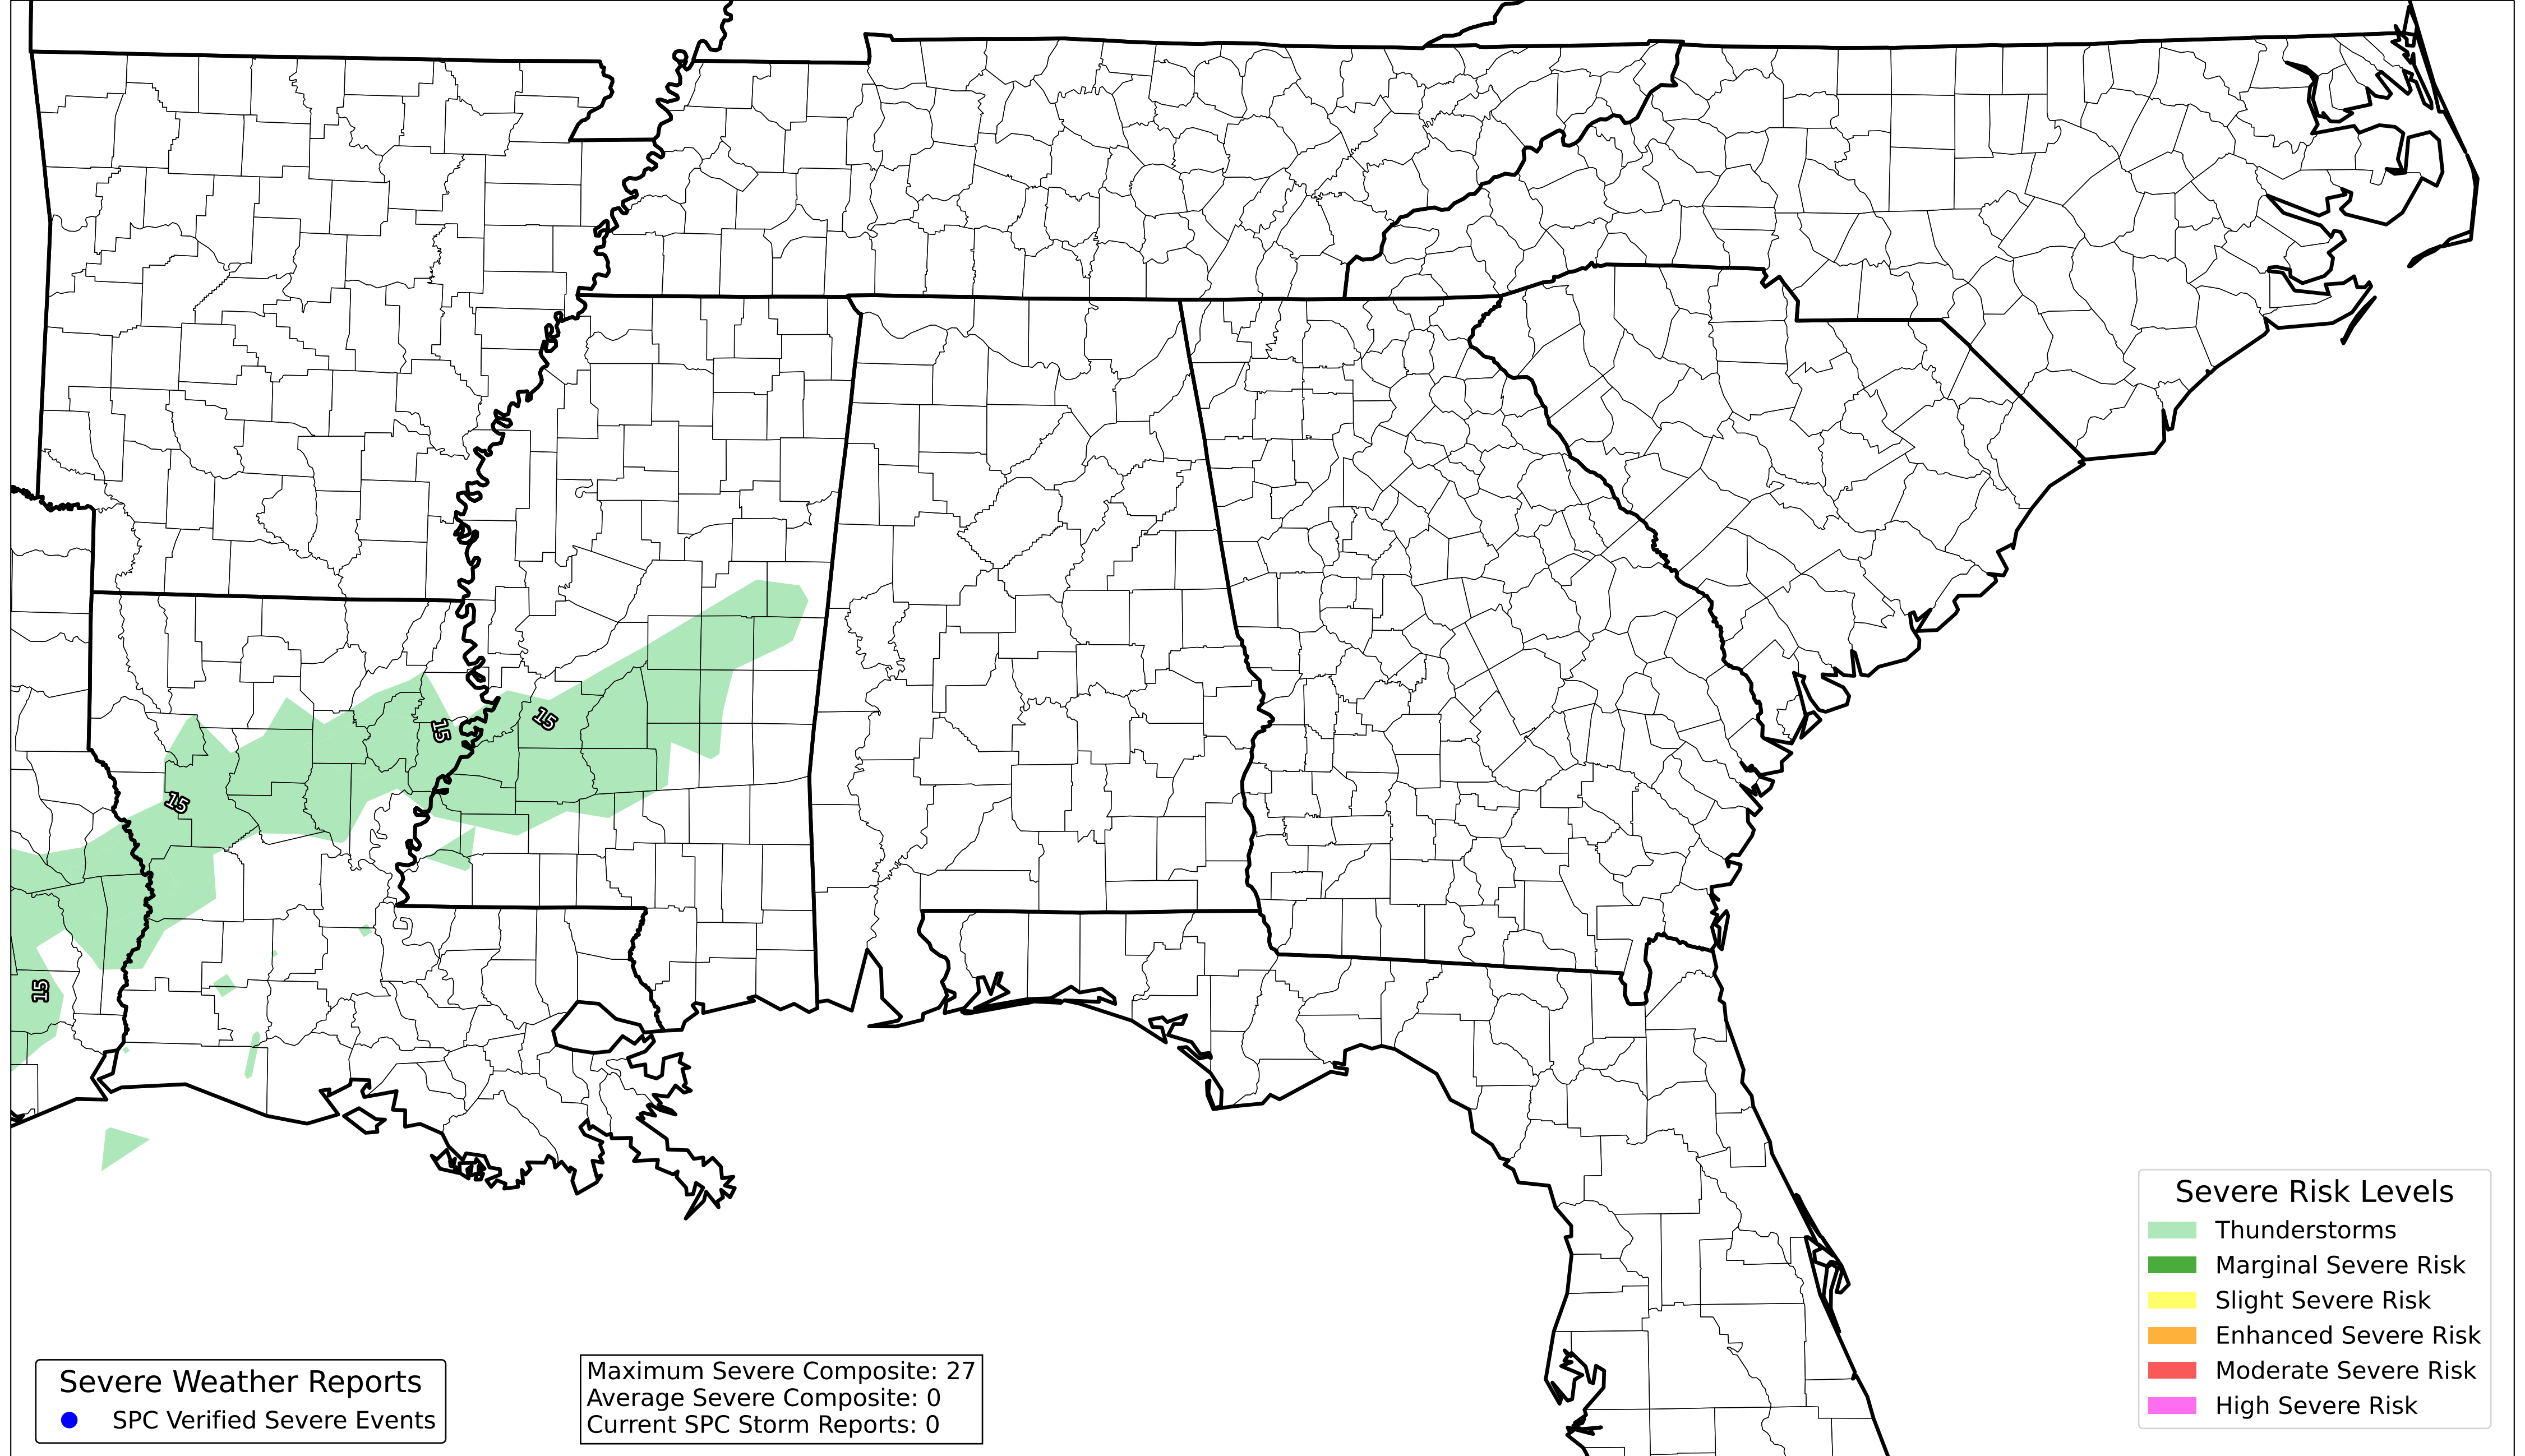 15
15
15
15
Severe Risk Levels
Thunderstorms
Marginal Severe Risk
Slight Severe Risk
Enhanced Severe Risk
Moderate Severe Risk
High Severe Risk
Severe Weather Reports
SPC Verified Severe Events
Maximum Severe Composite: 27
Average Severe Composite: 0
Current SPC Storm Reports: 0